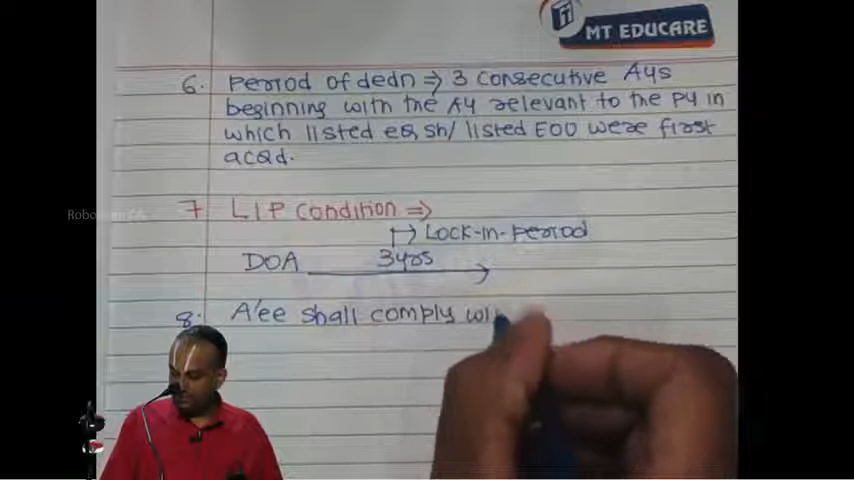 MT EDUCARE
6. Period of dedn ⇒ 3 consecutive AYs
beginning with the AY relevant to the PY in
which listed eq sh/ listed EOU were first
acqd.
7 LIP condition ⇒
↳ Lock-in-period
DOA 3yrs →
8. A'ee shall comply wi